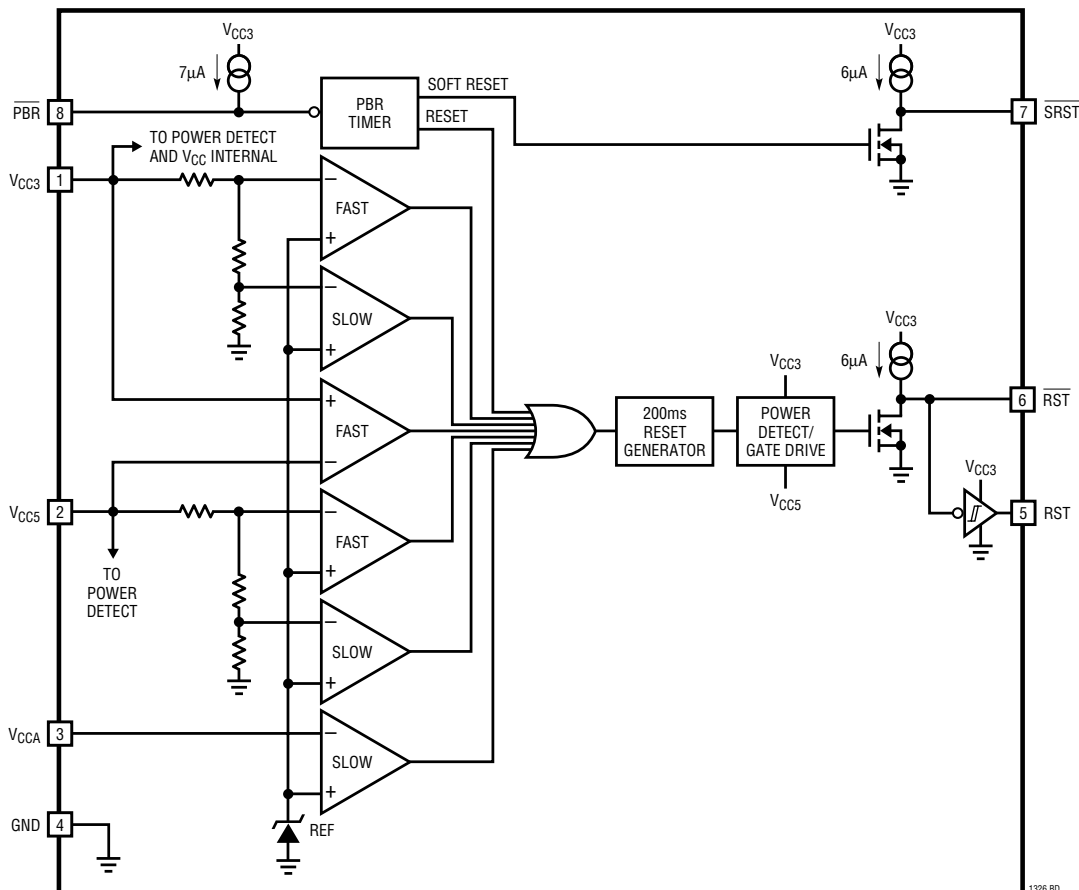 VCC3
7μA
PBR
8
PBR
TIMER
SOFT RESET
RESET
VCC3
6μA
7
SRST
TO POWER DETECT
AND VCC INTERNAL
VCC3
1
−
FAST
+
−
SLOW
+
+
FAST
−
VCC5
2
TO
POWER
DETECT
−
FAST
+
−
SLOW
+
VCCA
3
−
SLOW
+
GND
4
REF
200ms
RESET
GENERATOR
VCC3
POWER
DETECT/
GATE DRIVE
VCC5
VCC3
6μA
6
RST
VCC3
5
RST
1326 BD